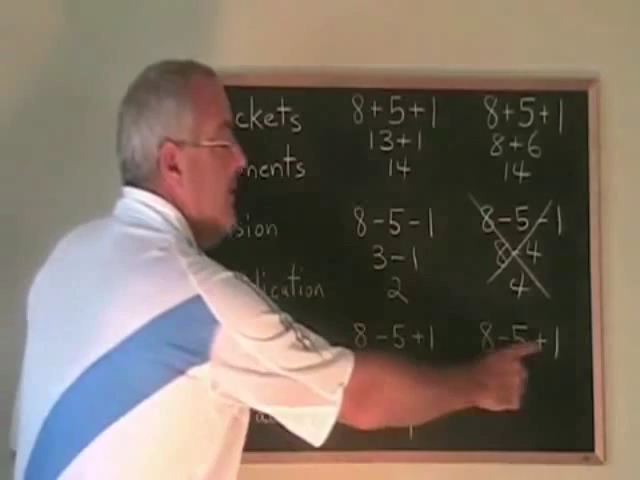 ckets 8+5+1 8+5+1
13+1 8+6
ments 14 14
sion 8-5-1 8-5-1
3-1 8-4
lication 2 4
8-5+1 8-5+1